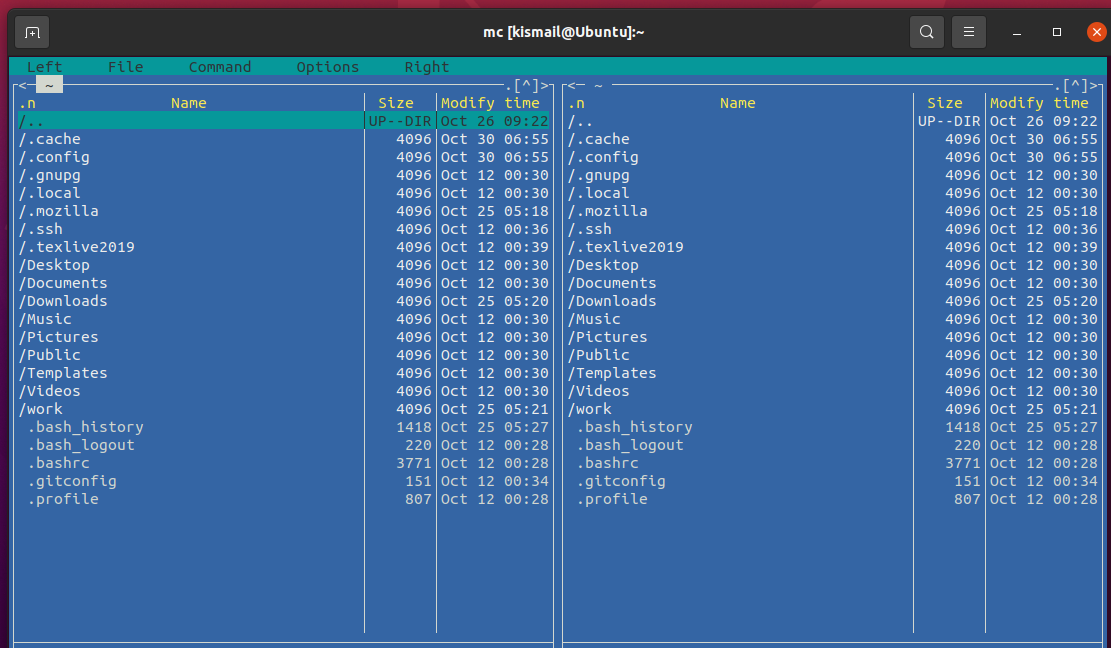 mc [kismail@Ubuntu]:~
Left File Command Options Right
<─ ~ ─.[^]>
.n Name Size Modify time
/.. UP--DIR Oct 26 09:22
/.cache 4096 Oct 30 06:55
/.config 4096 Oct 30 06:55
/.gnupg 4096 Oct 12 00:30
/.local 4096 Oct 12 00:30
/.mozilla 4096 Oct 25 05:18
/.ssh 4096 Oct 12 00:36
/.texlive2019 4096 Oct 12 00:39
/Desktop 4096 Oct 12 00:30
/Documents 4096 Oct 12 00:30
/Downloads 4096 Oct 25 05:20
/Music 4096 Oct 12 00:30
/Pictures 4096 Oct 12 00:30
/Public 4096 Oct 12 00:30
/Templates 4096 Oct 12 00:30
/Videos 4096 Oct 12 00:30
/work 4096 Oct 25 05:21
.bash_history 1418 Oct 25 05:27
.bash_logout 220 Oct 12 00:28
.bashrc 3771 Oct 12 00:28
.gitconfig 151 Oct 12 00:34
.profile 807 Oct 12 00:28
<─ ~ ─.[^]>
.n Name Size Modify time
/.. UP--DIR Oct 26 09:22
/.cache 4096 Oct 30 06:55
/.config 4096 Oct 30 06:55
/.gnupg 4096 Oct 12 00:30
/.local 4096 Oct 12 00:30
/.mozilla 4096 Oct 25 05:18
/.ssh 4096 Oct 12 00:36
/.texlive2019 4096 Oct 12 00:39
/Desktop 4096 Oct 12 00:30
/Documents 4096 Oct 12 00:30
/Downloads 4096 Oct 25 05:20
/Music 4096 Oct 12 00:30
/Pictures 4096 Oct 12 00:30
/Public 4096 Oct 12 00:30
/Templates 4096 Oct 12 00:30
/Videos 4096 Oct 12 00:30
/work 4096 Oct 25 05:21
.bash_history 1418 Oct 25 05:27
.bash_logout 220 Oct 12 00:28
.bashrc 3771 Oct 12 00:28
.gitconfig 151 Oct 12 00:34
.profile 807 Oct 12 00:28